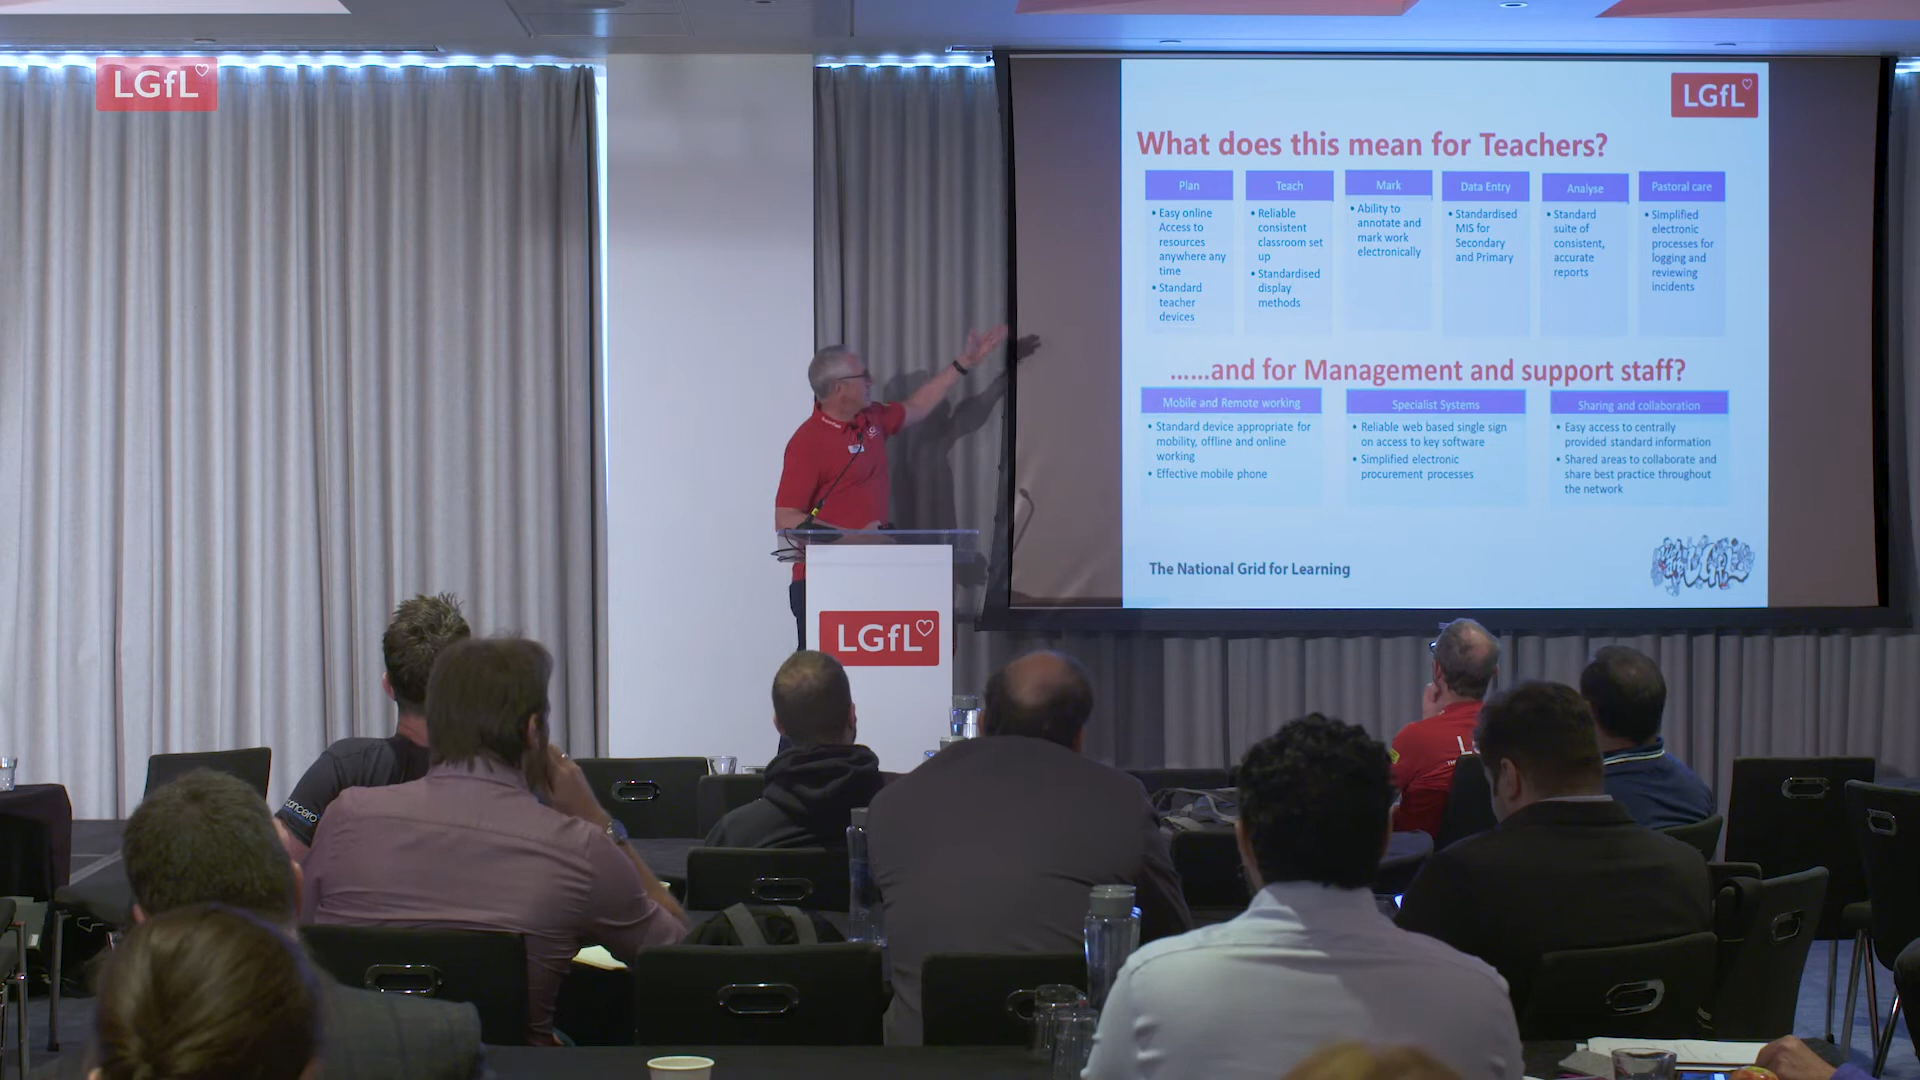 LGfL
LGfL
What does this mean for Teachers?
Plan
• Easy online
Access to
resources
anywhere any
time
• Standard
teacher
devices
Teach
• Reliable
consistent
classroom set
up
• Standardised
display
methods
Mark
• Ability to
annotate and
mark work
electronically
Data Entry
• Standardised
MIS for
Secondary
and Primary
Analyse
• Standard
suite of
consistent,
accurate
reports
Pastoral care
• Simplified
electronic
processes for
logging and
reviewing
incidents
......and for Management and support staff?
Mobile and Remote working
• Standard device appropriate for
mobility, offline and online
working
• Effective mobile phone
Specialist Systems
• Reliable web based single sign
on access to key software
• Simplified electronic
procurement processes
Sharing and collaboration
• Easy access to centrally
provided standard information
• Shared areas to collaborate and
share best practice throughout
the network
The National Grid for Learning
LGfL
LGfL
concero